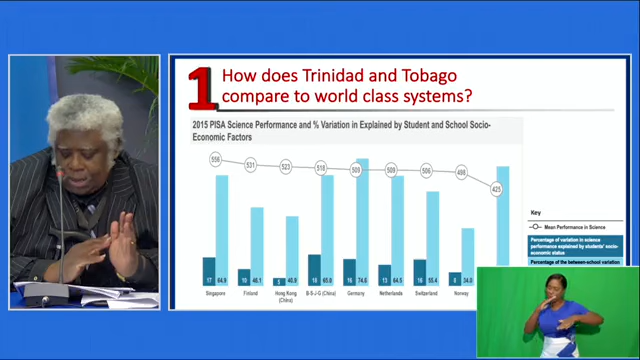 1
How does Trinidad and Tobago
compare to world class systems?
2015 PISA Science Performance and % Variation in Explained by Student and School Socio-
Economic Factors
556 531 523 518 509 509 506 498 425
17 64.9 10 46.1 40.9 65.8 16 74.6 13 64.5 16 55.4 34.0
Singapore Finland Hong Kong (China) B-S-J-G (China) Germany Netherlands Switzerland Norway
Key
Mean Performance in Science
Percentage of variation in science
performance explained by students' socio-
economic status
Percentage of the between-school variation